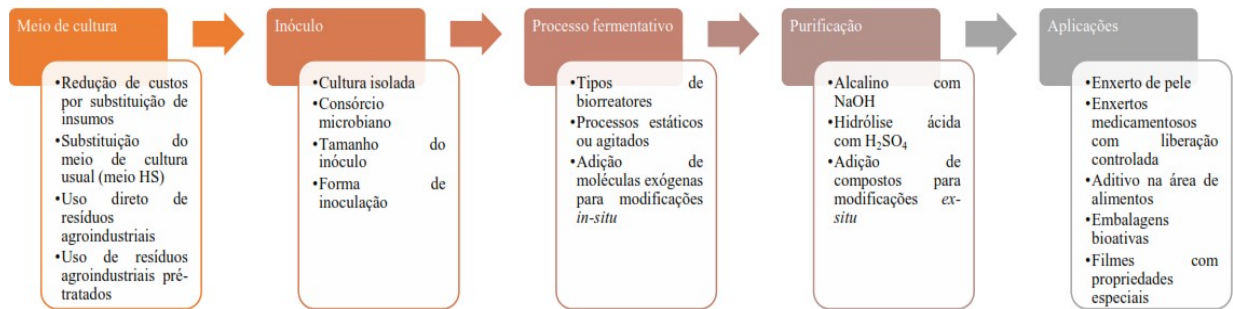 Meio de cultura
•Redução de custos
por substituição de
insumos
•Substituição do
meio de cultura
usual (meio HS)
•Uso direto de
resíduos
agroindustriais
•Uso de resíduos
agroindustriais pré-
tratados
Inóculo
•Cultura isolada
•Consórcio
microbiano
•Tamanho do
inóculo
•Forma de
inoculação
Processo fermentativo
•Tipos de
biorreatores
•Processos estáticos
ou agitados
•Adição de
moléculas exógenas
para modificações
in-situ
Purificação
•Alcalino com
NaOH
•Hidrólise ácida
com H₂SO₄
•Adição de
compostos para
modificações ex-
situ
Aplicações
•Enxerto de pele
•Enxertos
medicamentosos
com liberação
controlada
•Aditivo na área de
alimentos
•Embalagens
bioativas
•Filmes com
propriedades
especiais